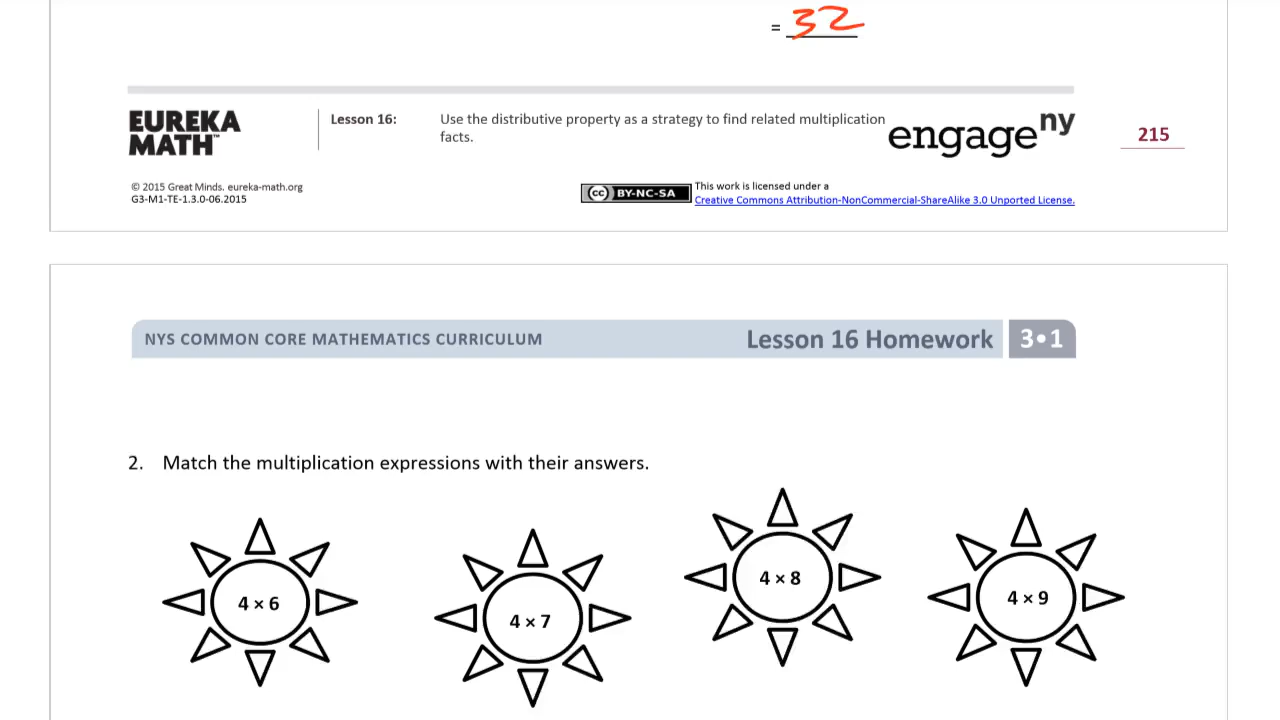 = 32
EUREKA MATH™
Lesson 16:
Use the distributive property as a strategy to find related multiplication
facts.
engage ny
215
© 2015 Great Minds. eureka-math.org
G3-M1-TE-1.3.0-06.2015
cc BY-NC-SA
This work is licensed under a
Creative Commons Attribution-NonCommercial-ShareAlike 3.0 Unported License.
NYS COMMON CORE MATHEMATICS CURRICULUM
Lesson 16 Homework
3•1
2. Match the multiplication expressions with their answers.
4 × 6
4 × 7
4 × 8
4 × 9